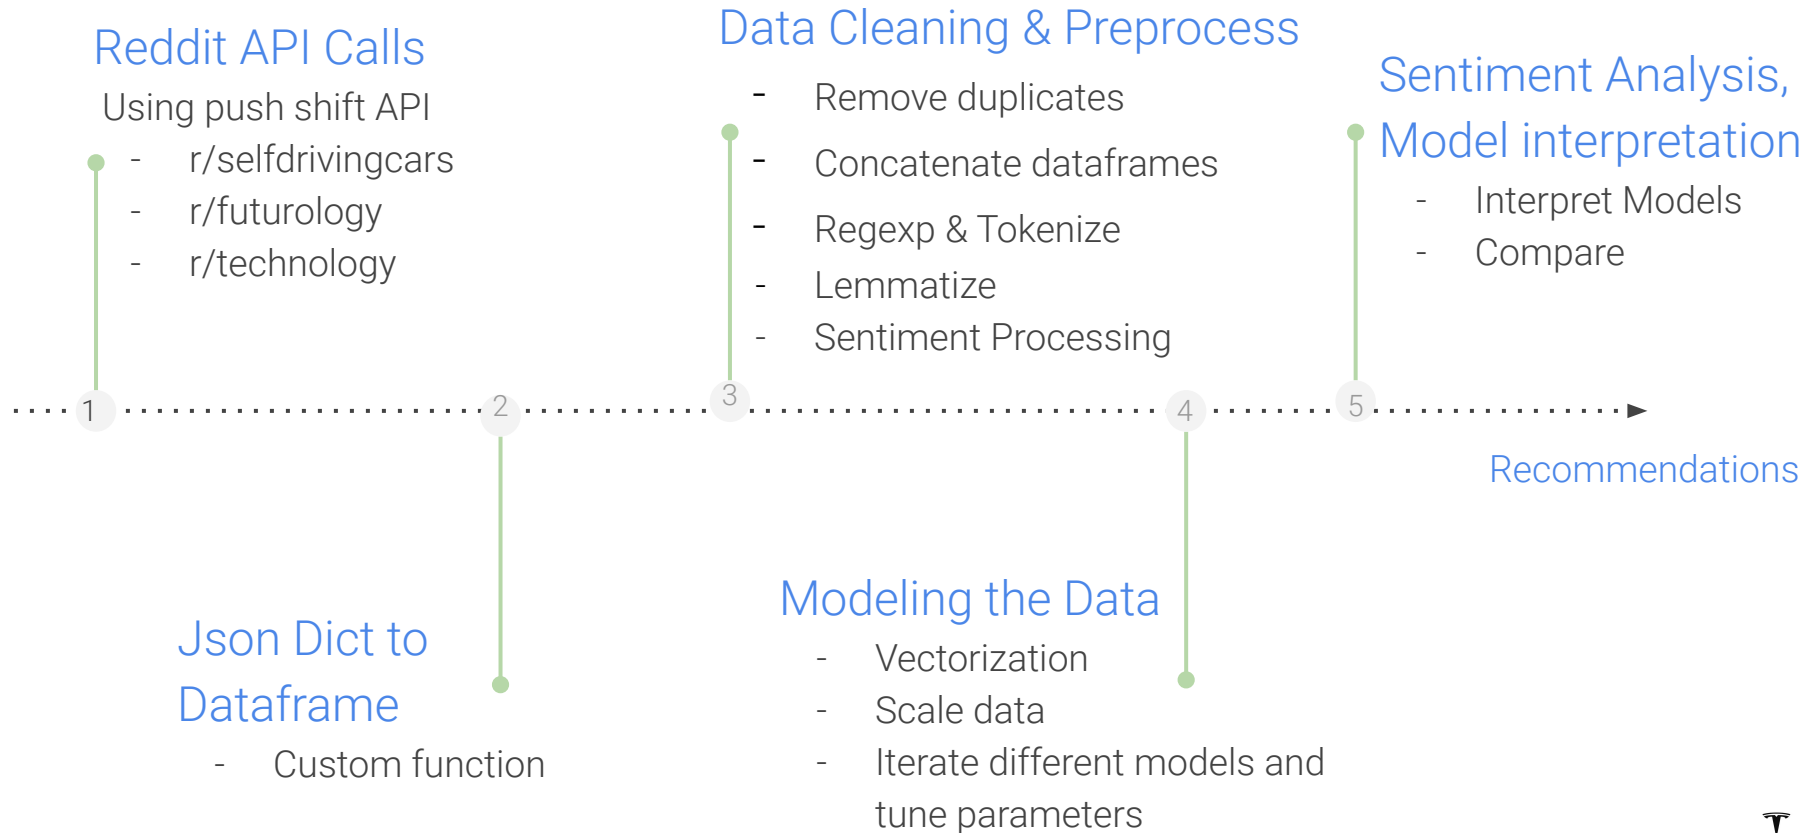 Reddit API Calls
Using push shift API
- r/selfdrivingcars
- r/futurology
- r/technology
Data Cleaning & Preprocess
- Remove duplicates
- Concatenate dataframes
- Regexp & Tokenize
- Lemmatize
- Sentiment Processing
Sentiment Analysis,
Model interpretation
- Interpret Models
- Compare
1
2
3
4
5
Recommendations
Json Dict to
Dataframe
- Custom function
Modeling the Data
- Vectorization
- Scale data
- Iterate different models and
tune parameters